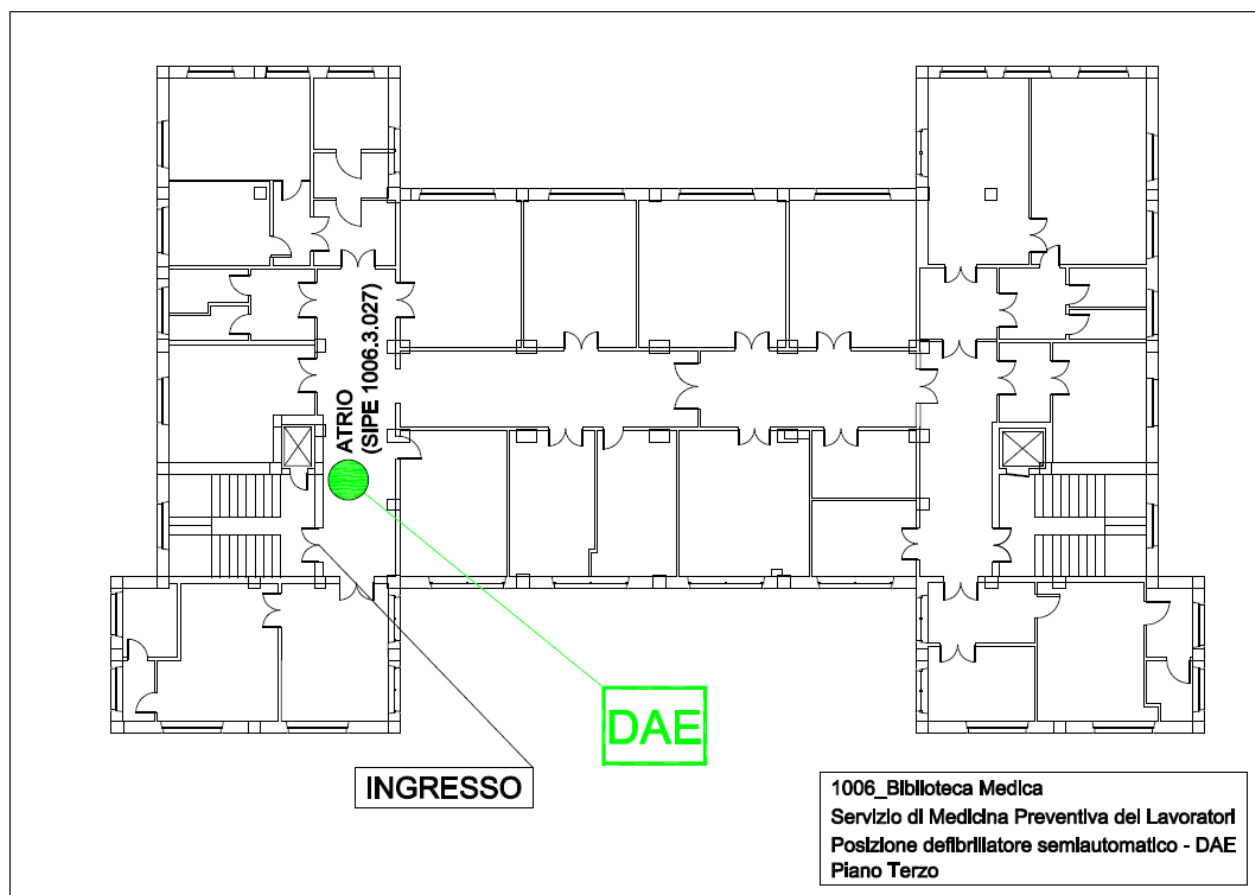 ATRIO
(SIPE 1006.3.027)
DAE
INGRESSO
1006_Biblioteca Medica
Servizio di Medicina Preventiva dei Lavoratori
Posizione defibrillatore semiautomatico - DAE
Piano Terzo